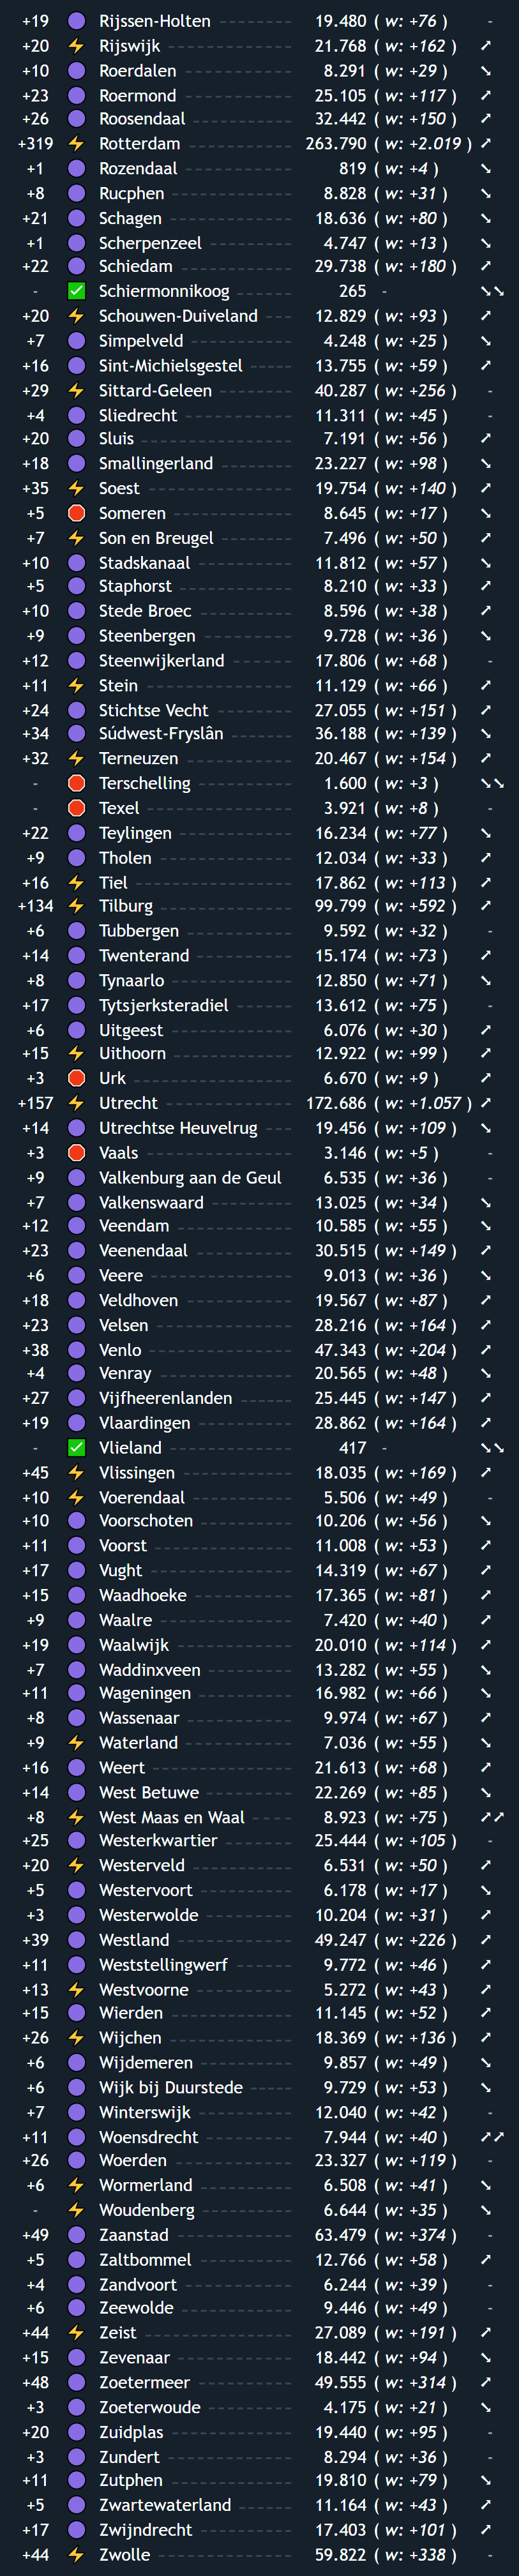 +19 Rijssen-Holten 19.480 ( w: +76 ) -
+20 ⚡ Rijswijk 21.768 ( w: +162 ) ➚
+10 Roerdalen 8.291 ( w: +29 ) ➘
+23 Roermond 25.105 ( w: +117 ) ➚
+26 Roosendaal 32.442 ( w: +150 ) ➚
+319 ⚡ Rotterdam 263.790 ( w: +2.019 ) ➚
+1 Rozendaal 819 ( w: +4 ) ➘
+8 Rucphen 8.828 ( w: +31 ) ➘
+21 Schagen 18.636 ( w: +80 ) ➘
+1 Scherpenzeel 4.747 ( w: +13 ) ➘
+22 Schiedam 29.738 ( w: +180 ) ➚
- ✅ Schiermonnikoog 265 - ➘➘
+20 ⚡ Schouwen-Duiveland 12.829 ( w: +93 ) ➚
+7 Simpelveld 4.248 ( w: +25 ) ➘
+16 Sint-Michielsgestel 13.755 ( w: +59 ) ➚
+29 ⚡ Sittard-Geleen 40.287 ( w: +256 ) -
+4 Sliedrecht 11.311 ( w: +45 ) -
+20 Sluis 7.191 ( w: +56 ) ➚
+18 Smallingerland 23.227 ( w: +98 ) ➘
+35 ⚡ Soest 19.754 ( w: +140 ) ➚
+5 Someren 8.645 ( w: +17 ) ➘
+7 ⚡ Son en Breugel 7.496 ( w: +50 ) ➚
+10 Stadskanaal 11.812 ( w: +57 ) ➘
+5 Staphorst 8.210 ( w: +33 ) ➚
+10 Stede Broec 8.596 ( w: +38 ) ➚
+9 Steenbergen 9.728 ( w: +36 ) ➘
+12 Steenwijkerland 17.806 ( w: +68 ) -
+11 ⚡ Stein 11.129 ( w: +66 ) ➚
+24 Stichtse Vecht 27.055 ( w: +151 ) ➚
+34 Súdwest-Fryslân 36.188 ( w: +139 ) ➘
+32 ⚡ Terneuzen 20.467 ( w: +154 ) ➚
- Terschelling 1.600 ( w: +3 ) ➘➘
- Texel 3.921 ( w: +8 ) -
+22 Teylingen 16.234 ( w: +77 ) ➘
+9 Tholen 12.034 ( w: +33 ) ➚
+16 ⚡ Tiel 17.862 ( w: +113 ) ➚
+134 ⚡ Tilburg 99.799 ( w: +592 ) ➚
+6 Tubbergen 9.592 ( w: +32 ) -
+14 Twenterand 15.174 ( w: +73 ) ➚
+8 Tynaarlo 12.850 ( w: +71 ) ➘
+17 Tytsjerksteradiel 13.612 ( w: +75 ) -
+6 Uitgeest 6.076 ( w: +30 ) ➚
+15 ⚡ Uithoorn 12.922 ( w: +99 ) ➚
+3 Urk 6.670 ( w: +9 ) ➚
+157 ⚡ Utrecht 172.686 ( w: +1.057 ) ➚
+14 Utrechtse Heuvelrug 19.456 ( w: +109 ) ➘
+3 Vaals 3.146 ( w: +5 ) -
+9 Valkenburg aan de Geul 6.535 ( w: +36 ) -
+7 Valkenswaard 13.025 ( w: +34 ) ➘
+12 Veendam 10.585 ( w: +55 ) ➘
+23 Veenendaal 30.515 ( w: +149 ) ➚
+6 Veere 9.013 ( w: +36 ) ➘
+18 Veldhoven 19.567 ( w: +87 ) ➚
+23 Velsen 28.216 ( w: +164 ) ➚
+38 Venlo 47.343 ( w: +204 ) ➚
+4 Venray 20.565 ( w: +48 ) ➘
+27 Vijfheerenlanden 25.445 ( w: +147 ) ➚
+19 Vlaardingen 28.862 ( w: +164 ) ➚
- ✅ Vlieland 417 - ➘➘
+45 ⚡ Vlissingen 18.035 ( w: +169 ) ➚
+10 ⚡ Voerendaal 5.506 ( w: +49 ) -
+10 Voorschoten 10.206 ( w: +56 ) ➘
+11 Voorst 11.008 ( w: +53 ) ➚
+17 Vught 14.319 ( w: +67 ) ➚
+15 Waadhoeke 17.365 ( w: +81 ) ➚
+9 Waalre 7.420 ( w: +40 ) ➚
+19 Waalwijk 20.010 ( w: +114 ) ➚
+7 Waddinxveen 13.282 ( w: +55 ) ➘
+11 Wageningen 16.982 ( w: +66 ) ➘
+8 Wassenaar 9.974 ( w: +67 ) ➚
+9 ⚡ Waterland 7.036 ( w: +55 ) ➘
+16 Weert 21.613 ( w: +68 ) ➚
+14 West Betuwe 22.269 ( w: +85 ) ➘
+8 ⚡ West Maas en Waal 8.923 ( w: +75 ) ➚➚
+25 Westerkwartier 25.444 ( w: +105 ) -
+20 ⚡ Westerveld 6.531 ( w: +50 ) ➚
+5 Westervoort 6.178 ( w: +17 ) ➘
+3 Westerwolde 10.204 ( w: +31 ) ➚
+39 Westland 49.247 ( w: +226 ) ➚
+11 Weststellingwerf 9.772 ( w: +46 ) ➚
+13 ⚡ Westvoorne 5.272 ( w: +43 ) ➚
+15 Wierden 11.145 ( w: +52 ) ➚
+26 ⚡ Wijchen 18.369 ( w: +136 ) ➚
+6 Wijdemeren 9.857 ( w: +49 ) ➘
+6 Wijk bij Duurstede 9.729 ( w: +53 ) ➘
+7 Winterswijk 12.040 ( w: +42 ) -
+11 Woensdrecht 7.944 ( w: +40 ) ➚➚
+26 Woerden 23.327 ( w: +119 ) -
+6 ⚡ Wormerland 6.508 ( w: +41 ) ➘
- ⚡ Woudenberg 6.644 ( w: +35 ) ➘
+49 Zaanstad 63.479 ( w: +374 ) -
+5 Zaltbommel 12.766 ( w: +58 ) ➚
+4 Zandvoort 6.244 ( w: +39 ) -
+6 Zeewolde 9.446 ( w: +49 ) -
+44 ⚡ Zeist 27.089 ( w: +191 ) ➚
+15 Zevenaar 18.442 ( w: +94 ) ➘
+48 Zoetermeer 49.555 ( w: +314 ) ➚
+3 Zoeterwoude 4.175 ( w: +21 ) ➘
+20 Zuidplas 19.440 ( w: +95 ) -
+3 Zundert 8.294 ( w: +36 ) -
+11 Zutphen 19.810 ( w: +79 ) ➘
+5 Zwartewaterland 11.164 ( w: +43 ) ➚
+17 Zwijndrecht 17.403 ( w: +101 ) ➚
+44 ⚡ Zwolle 59.822 ( w: +338 ) -